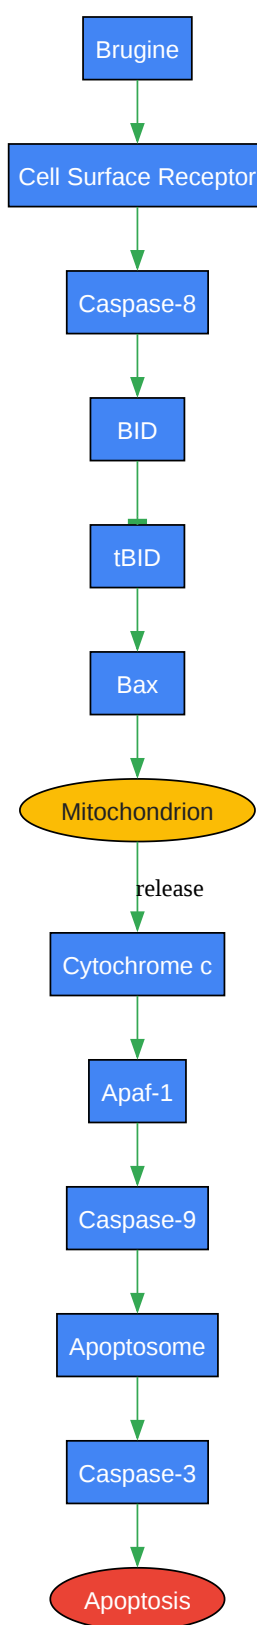 Brugine
Cell Surface Receptor
Caspase-8
BID
tBID
Bax
Mitochondrion
release
Cytochrome c
Apaf-1
Caspase-9
Apoptosome
Caspase-3
Apoptosis